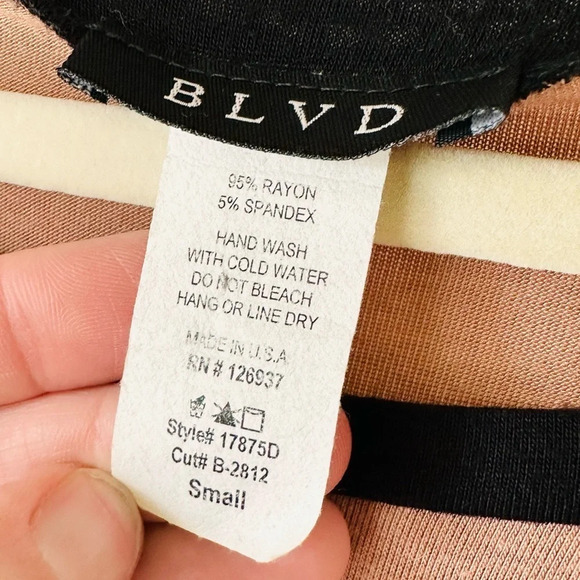 BLVD
95% RAYON
5% SPANDEX
HAND WASH
WITH COLD WATER
DO NOT BLEACH
HANG OR LINE DRY
MADE IN U.S.A
RN # 126937
Style# 17875D
Cut# B-2812
Small